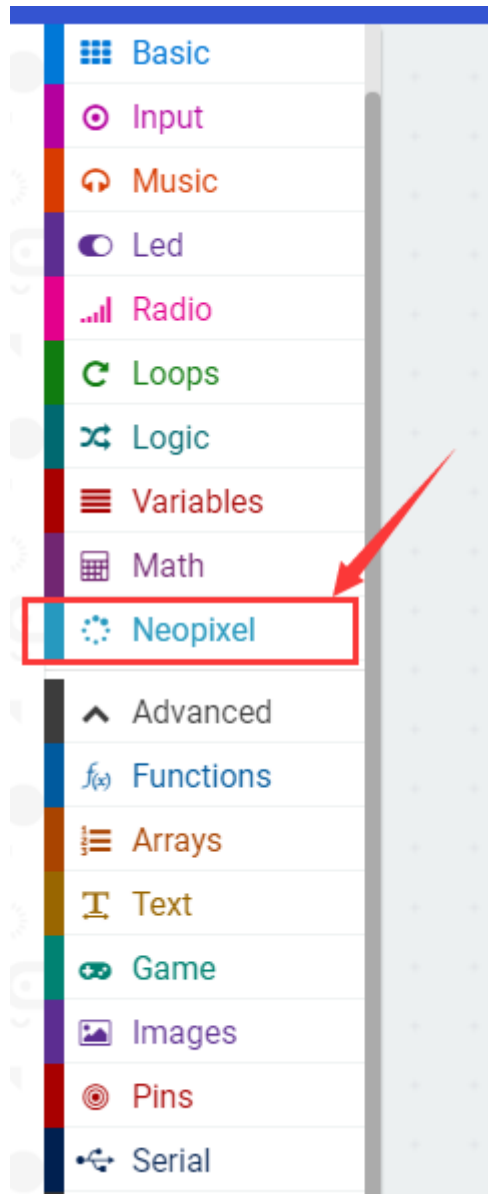 Basic
Input
Music
Led
Radio
Loops
Logic
Variables
Math
Neopixel
Advanced
f(x) Functions
Arrays
Text
Game
Images
Pins
Serial